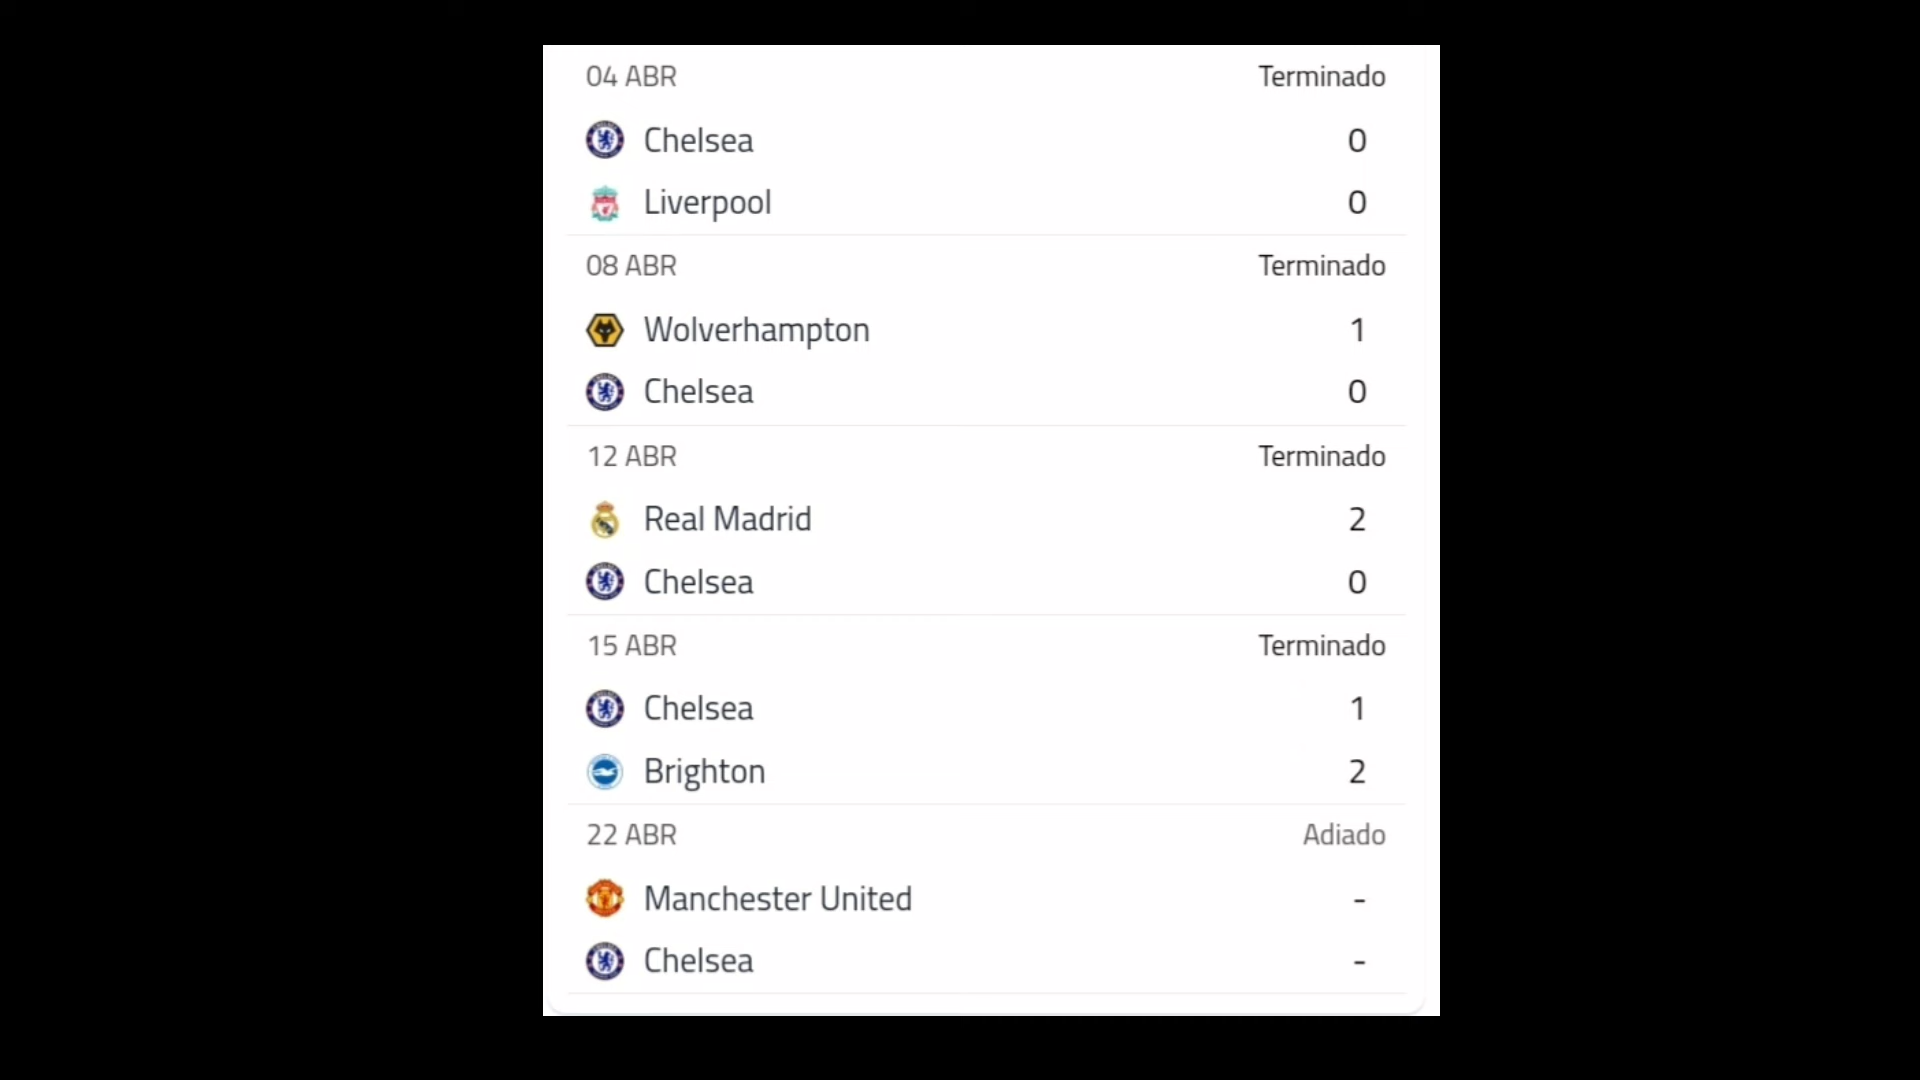 04 ABR Terminado
Chelsea 0
Liverpool 0
08 ABR Terminado
Wolverhampton 1
Chelsea 0
12 ABR Terminado
Real Madrid 2
Chelsea 0
15 ABR Terminado
Chelsea 1
Brighton 2
22 ABR Adiado
Manchester United -
Chelsea -